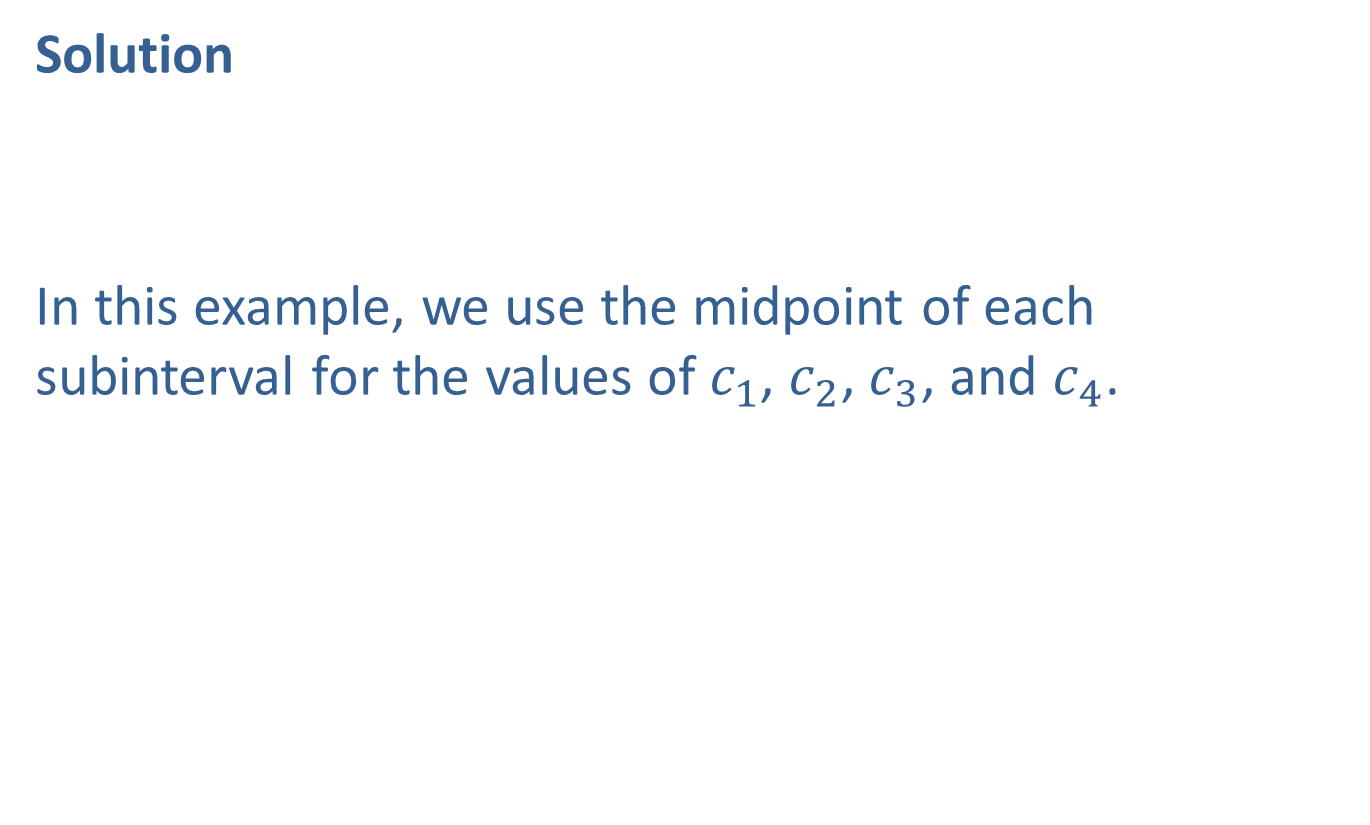 Solution
In this example, we use the midpoint of each
subinterval for the values of c₁, c₂, c₃, and c₄.